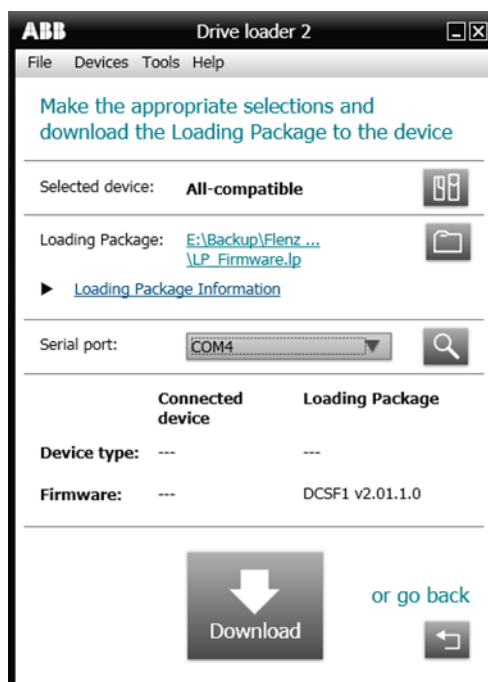 ABB Drive loader 2
File Devices Tools Help
Make the appropriate selections and
download the Loading Package to the device
Selected device: All-compatible
Loading Package: E:\Backup\Flenz ...
\LP_Firmware.lp
Loading Package Information
Serial port: COM4
Connected Loading Package
device
Device type: --- ---
Firmware: --- DCSF1 v2.01.1.0
Download
or go back